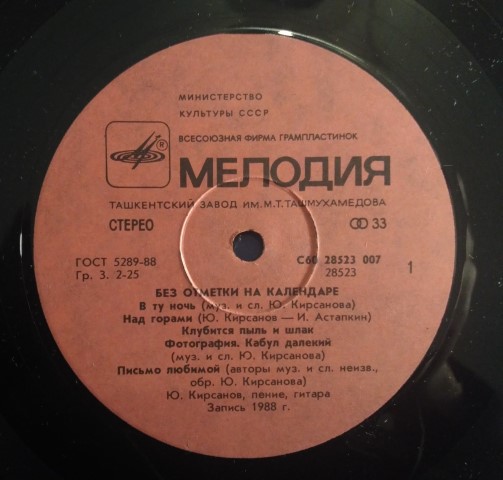 МИНИСТЕРСТВО
КУЛЬТУРЫ СССР
ВСЕСОЮЗНАЯ ФИРМА ГРАМПЛАСТИНОК
®
МЕЛОДИЯ
ТАШКЕНТСКИЙ ЗАВОД ИМ. М.Т. ТАШМУХАМЕДОВА
СТЕРЕО 33
ГОСТ 5289-88 С60 28523 007
Гр. 3. 2-25 28523 1
БЕЗ ОТМЕТКИ НА КАЛЕНДАРЕ
В ту ночь (муз. и сл. Ю. Кирсанова)
Над горами (Ю. Кирсанов — И. Астапкин)
Клубится пыль и шлак
Фотография. Кабул далекий
(муз. и сл. Ю. Кирсанова)
Письмо любимой (авторы муз. и сл. неизв.,
обр. Ю. Кирсанова)
Ю. Кирсанов, пение, гитара
Запись 1988 г.